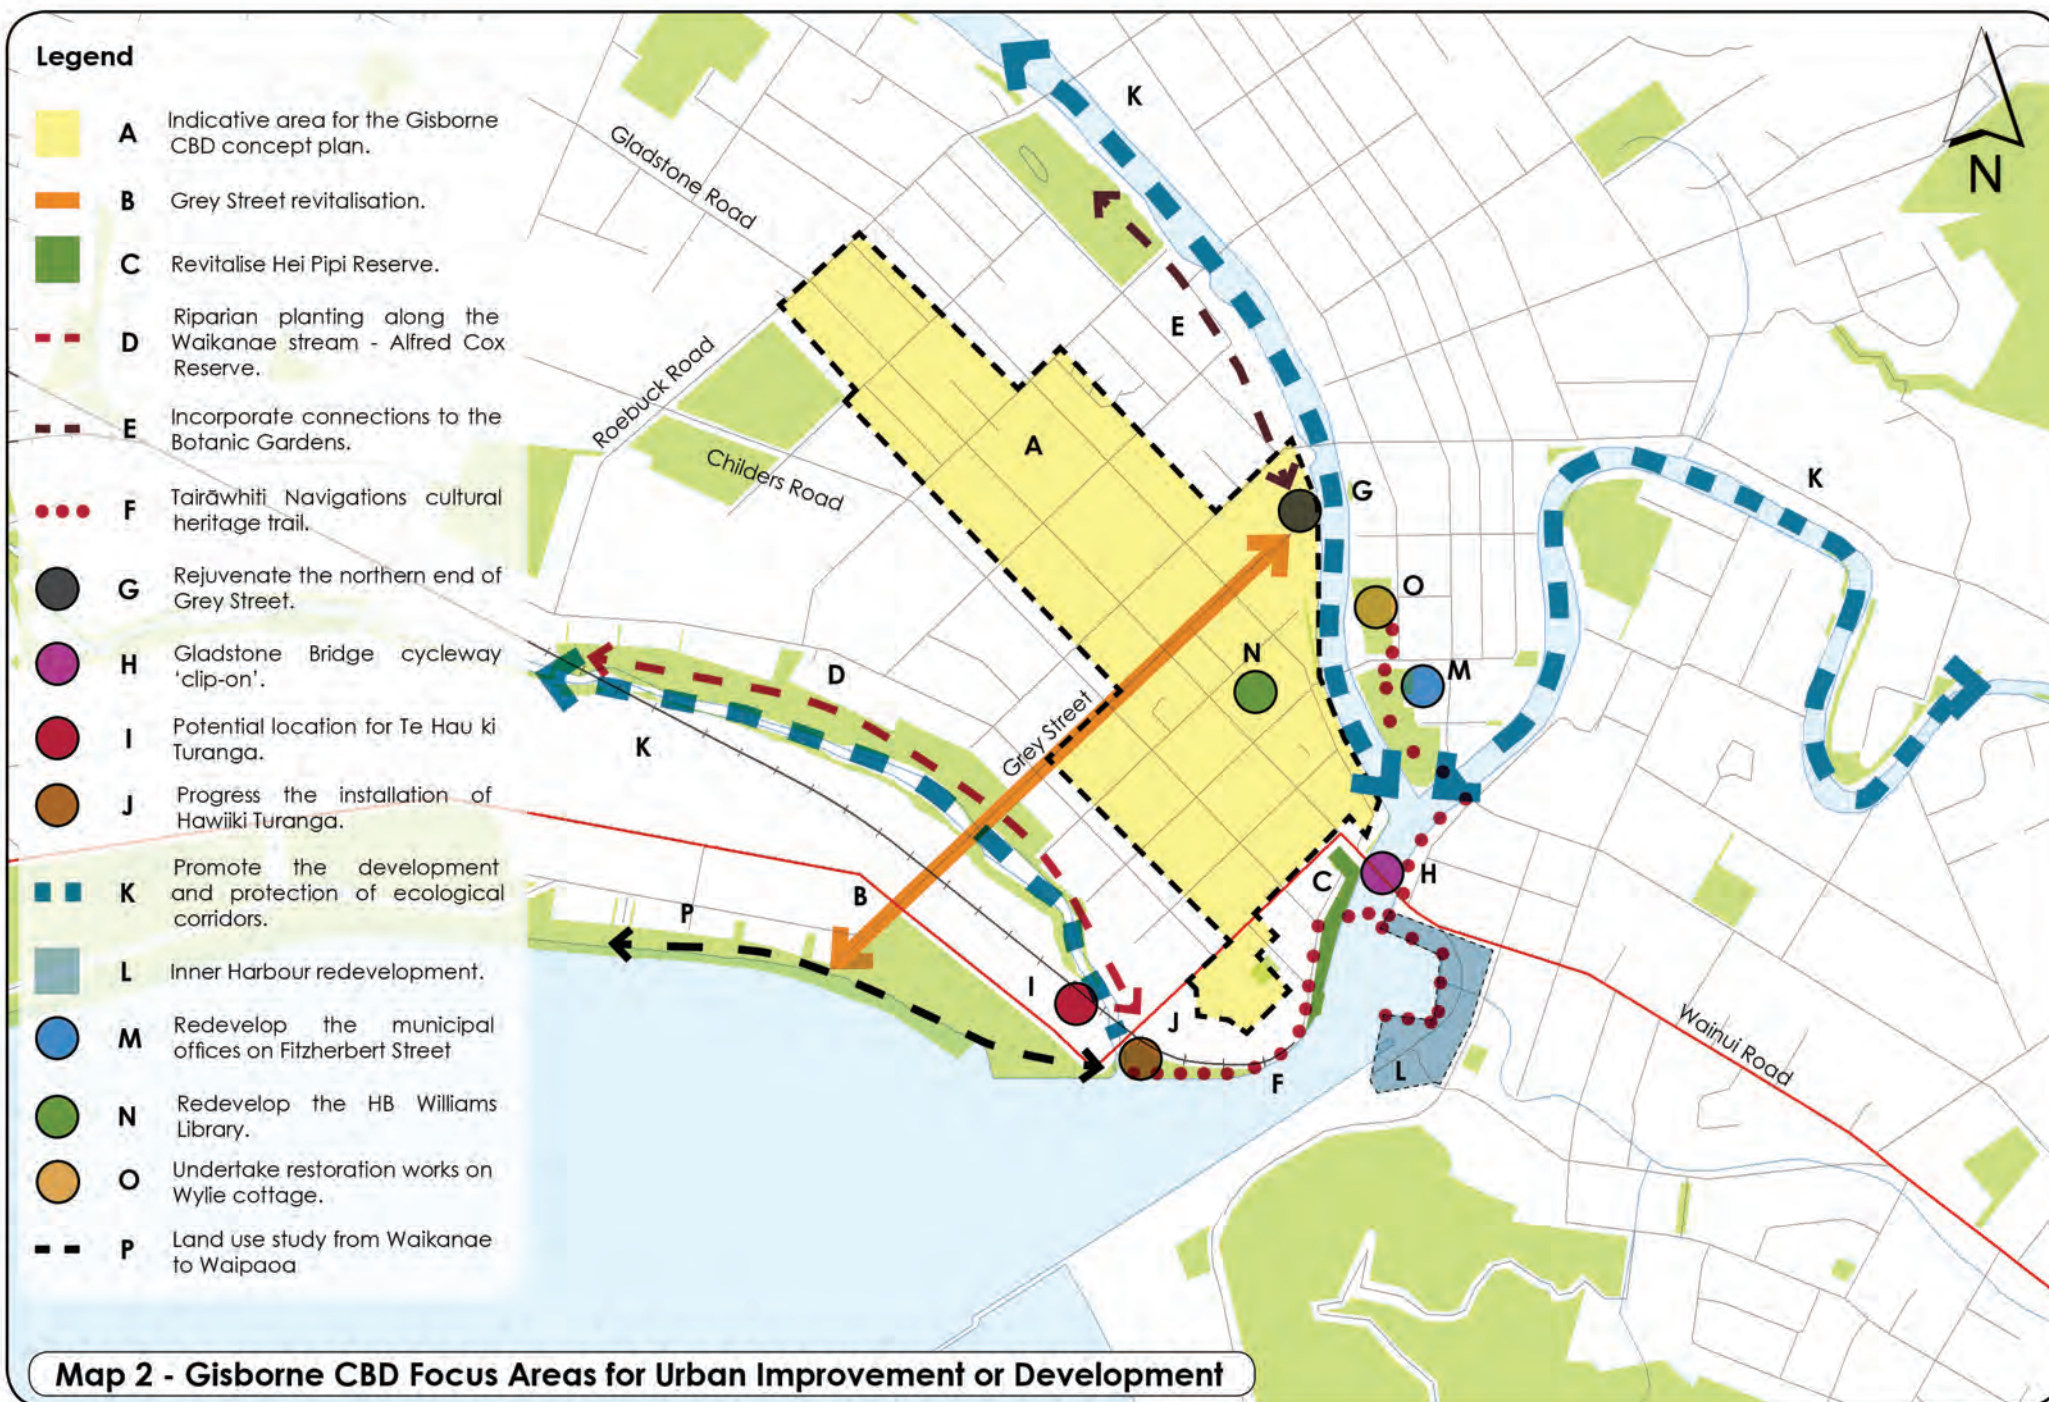 Legend
A
Indicative area for the Gisborne
CBD concept plan.
B
Grey Street revitalisation.
C
Revitalise Hei Pipi Reserve.
D
Riparian planting along the
Waikanae stream - Alfred Cox
Reserve.
E
Incorporate connections to the
Botanic Gardens.
F
Tairāwhiti Navigations cultural
heritage trail.
G
Rejuvenate the northern end of
Grey Street.
H
Gladstone Bridge cycleway
‘clip-on’.
I
Potential location for Te Hau ki
Turanga.
J
Progress the installation of
Hawiiki Turanga.
K
Promote the development
and protection of ecological
corridors.
L
Inner Harbour redevelopment.
M
Redevelop the municipal
offices on Fitzherbert Street
N
Redevelop the HB Williams
Library.
O
Undertake restoration works on
Wylie cottage.
P
Land use study from Waikanae
to Waipaoa
K
N
Gladstone Road
E
Roebuck Road
A
Childers Road
G
K
O
N
M
D
K
Grey Street
B
P
C
H
I
J
F
L
Wainui Road
Map 2 - Gisborne CBD Focus Areas for Urban Improvement or Development